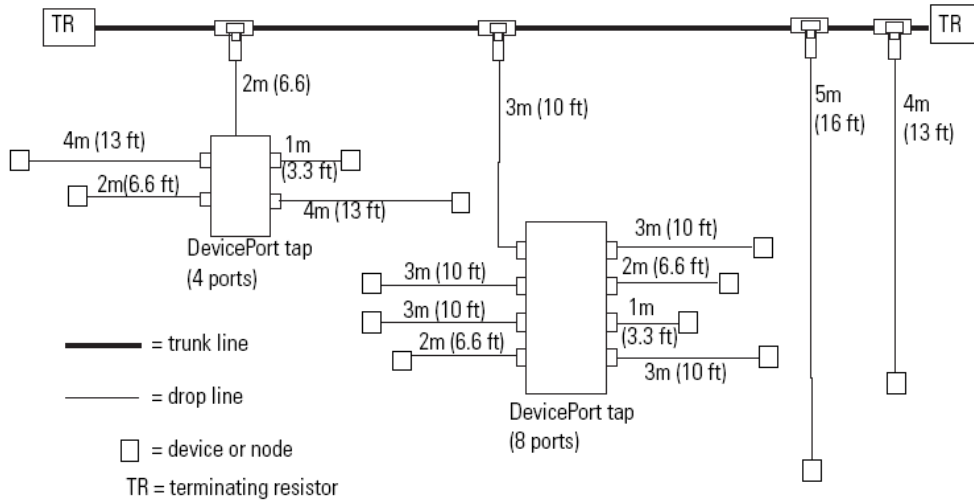 TR
TR
2m (6.6)
3m (10 ft)
5m
(16 ft)
4m
(13 ft)
4m (13 ft)
1m
(3.3 ft)
2m(6.6 ft)
4m (13 ft)
DevicePort tap
(4 ports)
3m (10 ft)
3m (10 ft)
2m (6.6 ft)
3m (10 ft)
2m (6.6 ft)
1m
(3.3 ft)
3m (10 ft)
DevicePort tap
(8 ports)
= trunk line
= drop line
= device or node
TR = terminating resistor